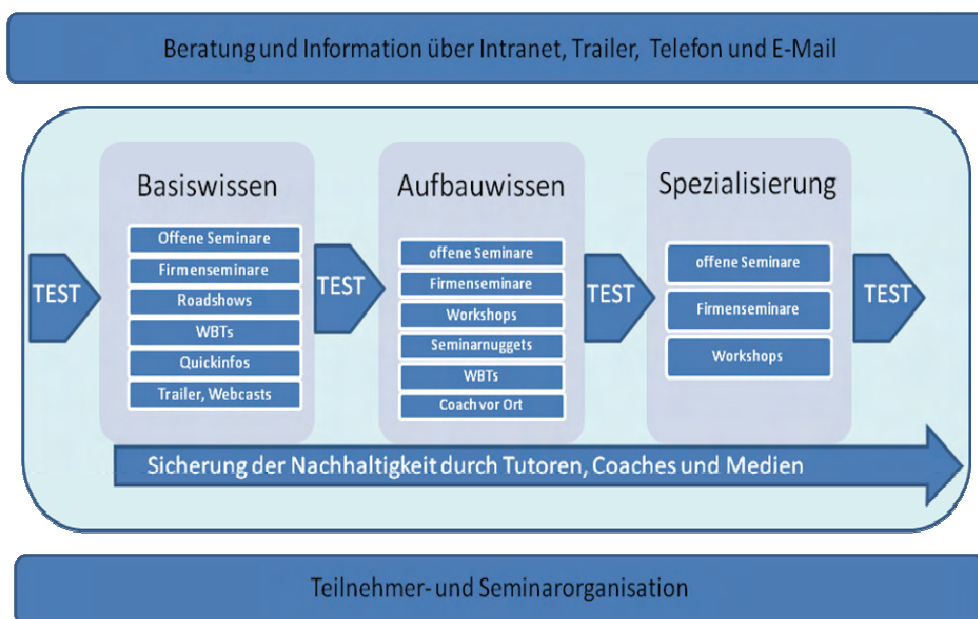 Beratung und Information über Intranet, Trailer, Telefon und E-Mail
TEST
Basiswissen
Offene Seminare
Firmenseminare
Roadshows
WBTs
Quickinfos
Trailer, Webcasts
TEST
Aufbauwissen
offene Seminare
Firmenseminare
Workshops
Seminarnuggets
WBTs
Coach vor Ort
TEST
Spezialisierung
offene Seminare
Firmenseminare
Workshops
TEST
Sicherung der Nachhaltigkeit durch Tutoren, Coaches und Medien
Teilnehmer- und Seminarorganisation